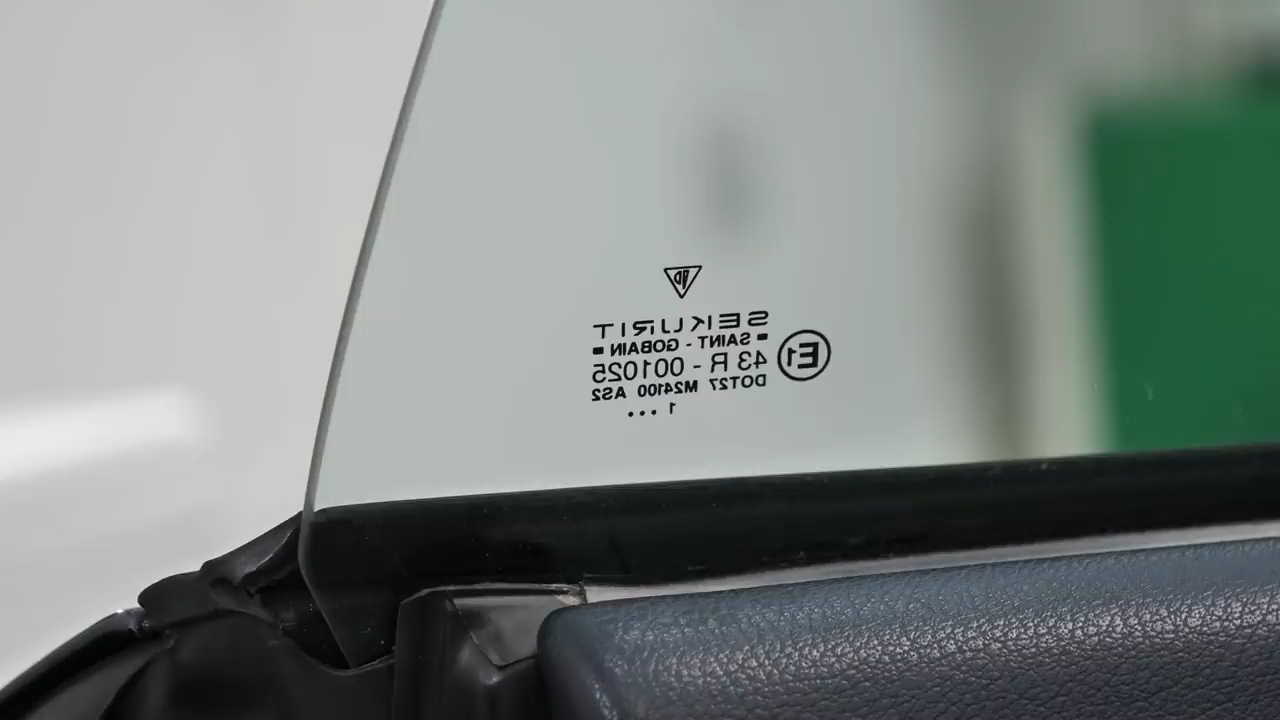 SEKURIT
SAINT - GOBAIN
E1
43 R - 001025
DOT27 M24100 AS2
1 ...